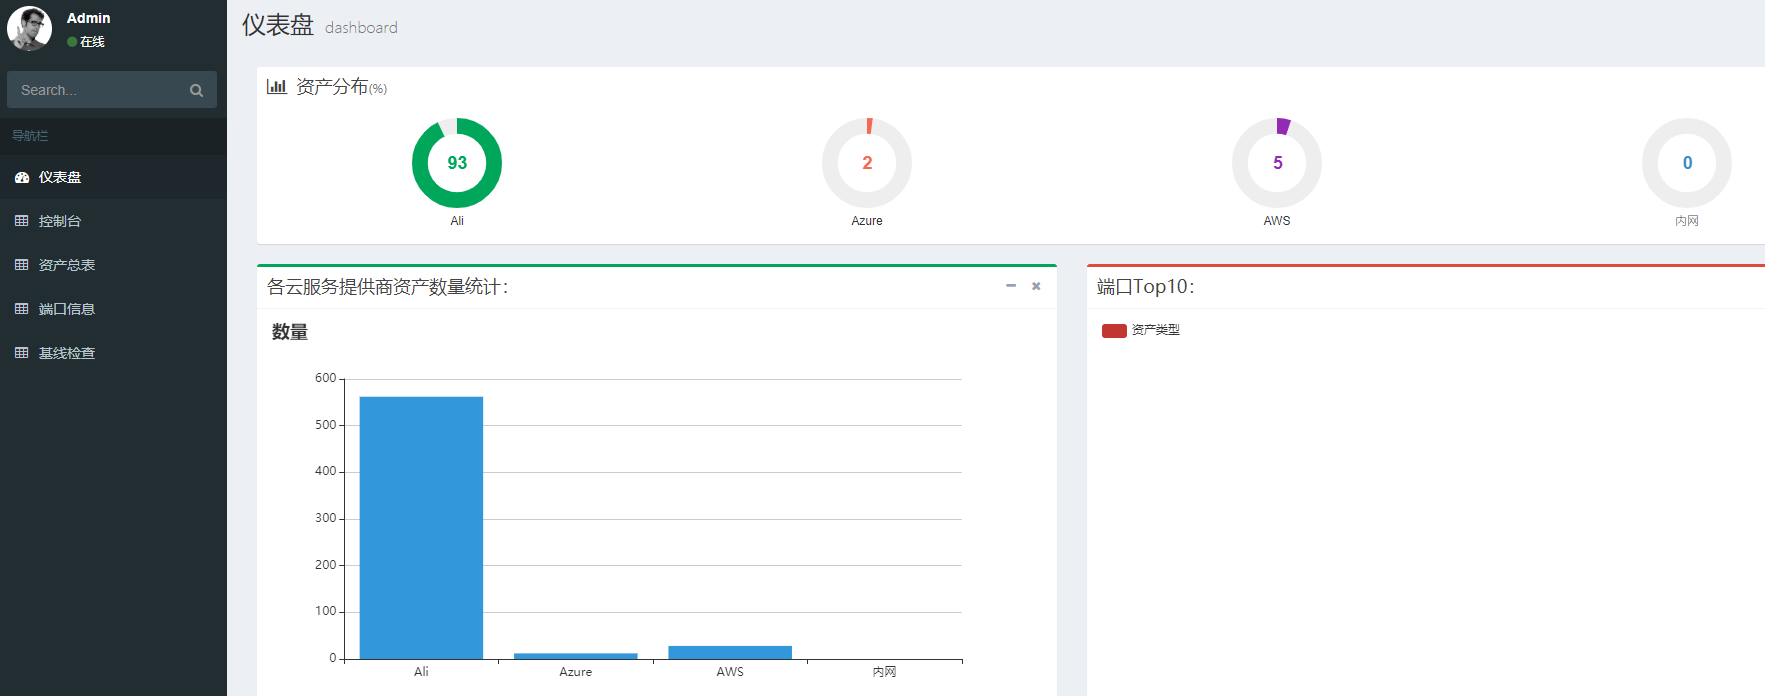 Admin
在线
Search...
导航栏
仪表盘
控制台
资产总表
端口信息
基线检查
仪表盘 dashboard
资产分布(%)
93
2
5
0
Ali
Azure
AWS
内网
各云服务提供商资产数量统计:
数量
600
500
400
300
200
100
0
Ali
Azure
AWS
内网
端口Top10:
资产类型